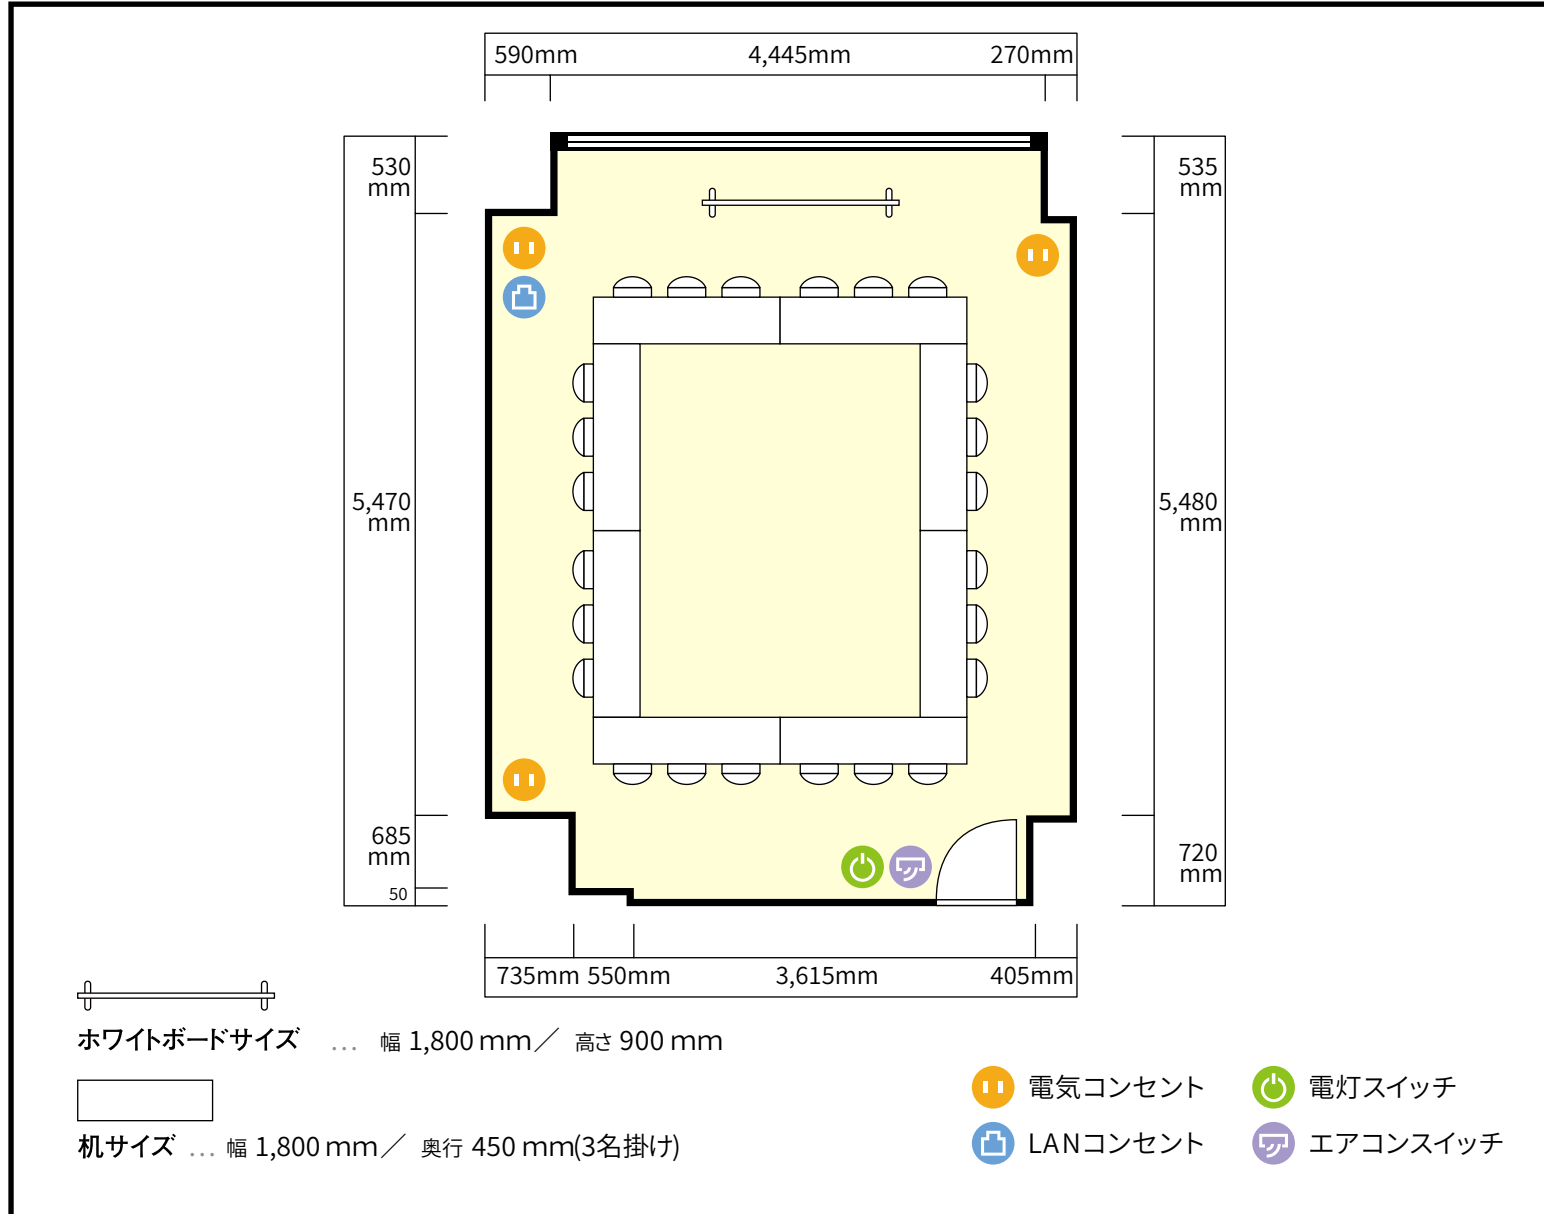 590mm 4,445mm 270mm
530
mm
535
mm
5,470
mm
5,480
mm
685
mm
50
720
mm
735mm 550mm 3,615mm 405mm
ホワイトボードサイズ … 幅 1,800 mm／ 高さ 900 mm
机サイズ … 幅 1,800 mm／ 奥行 450 mm(3名掛け)
電気コンセント
電灯スイッチ
LANコンセント
エアコンスイッチ